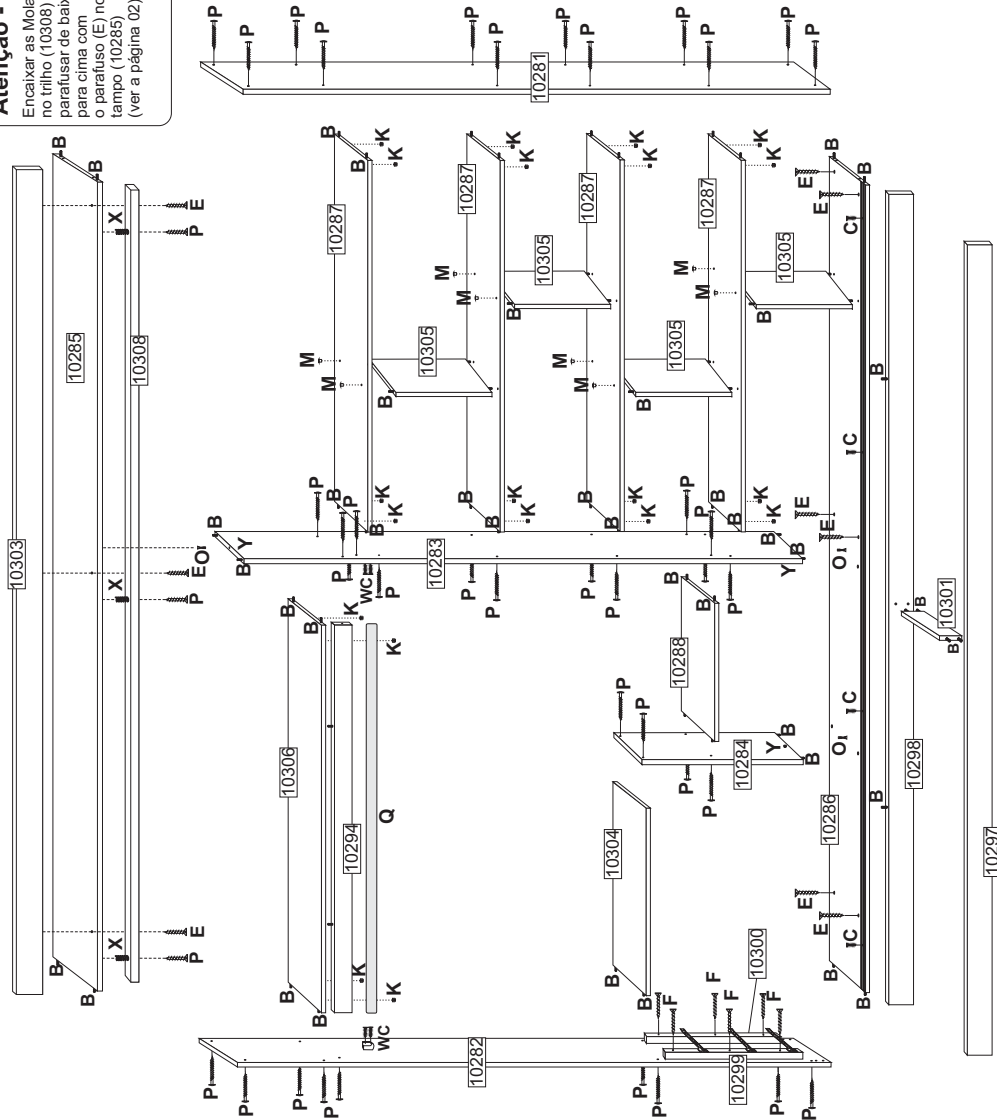 Atenção -
Encaixar as Mola
no trilho (10308)
parafusar de baix
para cima com
o parafuso (E) no
tampo (10285)
(ver a página 02)
10303
B
B
10285
B
B
10308
X
X
X
E
P
E
P
E
P
O
P
P
P
P
P
P
P
P
P
P
P
10281
B
B
10287
K
K
B
B
K
K
M
M
10305
B
10287
K
K
B
B
K
K
M
M
10305
B
10287
K
K
B
B
K
K
M
M
10305
B
10287
K
K
B
B
K
K
M
M
10305
B
B
Y
B
10283
P
P
P
P
WC
P
P
P
P
P
P
P
P
B
B
Y
B
B
10306
K
K
B
B
K
K
10294
Q
WC
10282
P
P
P
P
P
P
P
P
P
10288
B
B
P
P
P
P
10284
Y
B
B
10304
B
B
F
F
F
F
F
F
10299
10300
B
B
E
E
C
E
E
C
O
C
O
E
E
C
10286
B
B
B
B
10298
10301
B
B
10297